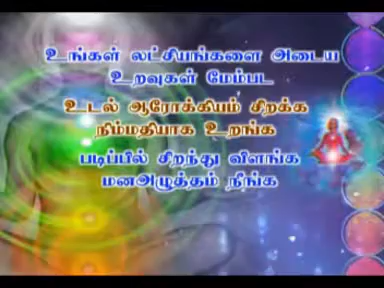 உங்கள் லட்சியங்களை அடைய
உறவுகள் மேம்பட
உடல் ஆரோக்கியம் சிறக்க
நிம்மதியாக உறங்க
படிப்பில் சிறந்து விளங்க
மனஅழுத்தம் நீங்க